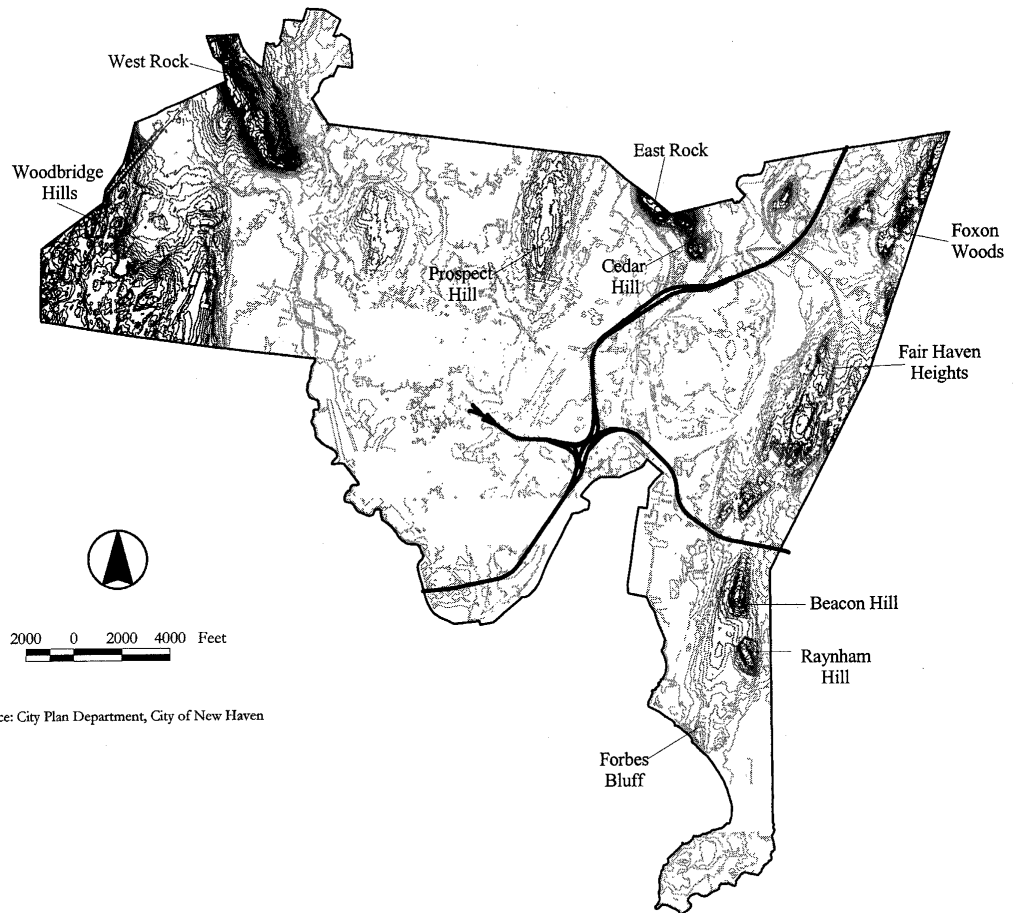 West Rock
East Rock
Woodbridge
Hills
Foxon
Woods
Prospect
Hill
Cedar
Hill
Fair Haven
Heights
Beacon Hill
2000 0 2000 4000 Feet
Raynham
Hill
ce: City Plan Department, City of New Haven
Forbes
Bluff